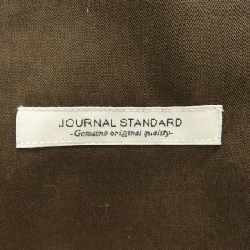 JOURNAL STANDARD
-Genuine original quality-